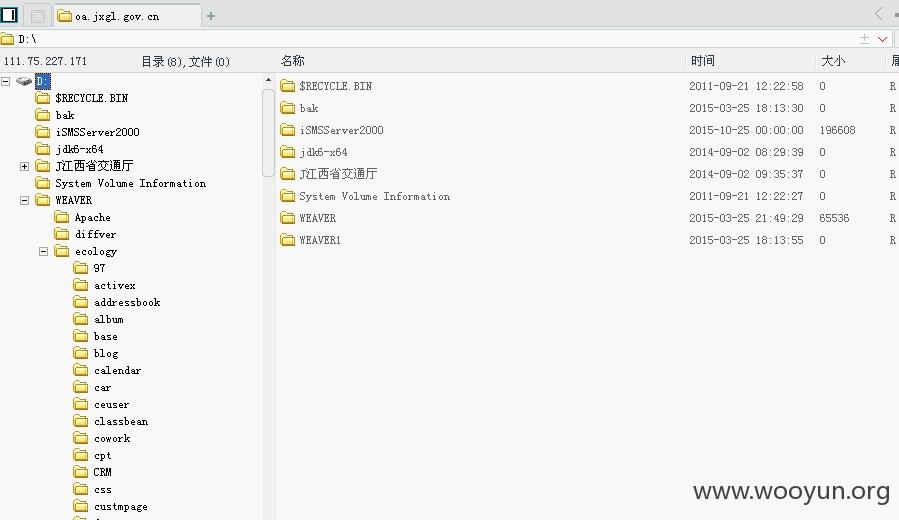 oa.jxgl.gov.cn
D:\
111.75.227.171 目录(8),文件(0) 名称 时间 大小
D:
$RECYCLE.BIN
bak
iSMSServer2000
jdk6-x64
J江西省交通厅
System Volume Information
WEAVER
Apache
diffver
ecology
97
activex
addressbook
album
base
blog
calendar
car
ceuser
classbean
cowork
cpt
CRM
css
custmpage
$RECYCLE.BIN 2011-09-21 12:22:58 0 R
bak 2015-03-25 18:13:30 0 R
iSMSServer2000 2015-10-25 00:00:00 196608 R
jdk6-x64 2014-09-02 08:29:39 0 R
J江西省交通厅 2014-09-02 09:35:37 0 R
System Volume Information 2011-09-21 12:22:27 0 R
WEAVER 2015-03-25 21:49:29 65536 R
WEAVER1 2015-03-25 18:13:55 0 R
www.wooyun.org